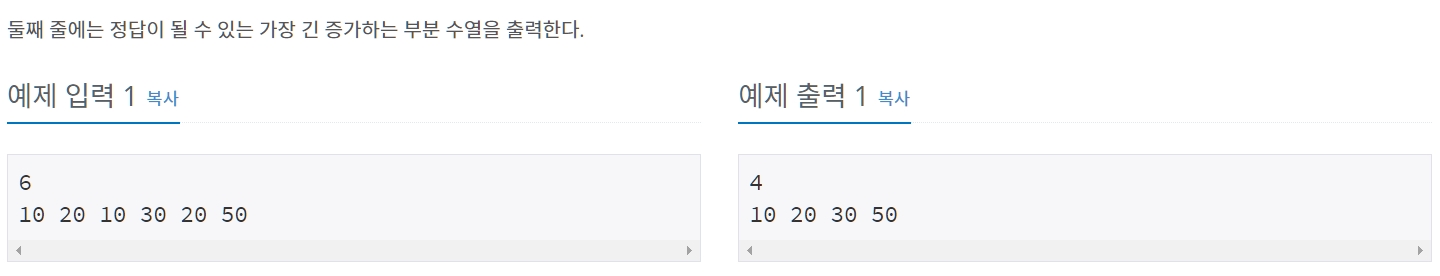 둘째 줄에는 정답이 될 수 있는 가장 긴 증가하는 부분 수열을 출력한다.
예제 입력 1 복사
6
10 20 10 30 20 50
예제 출력 1 복사
4
10 20 30 50